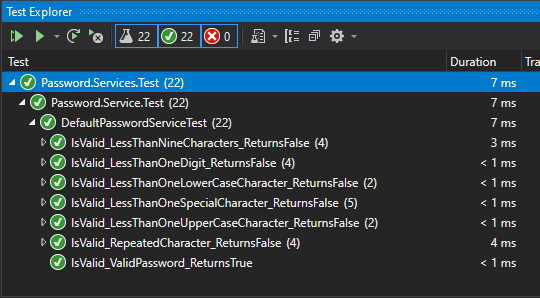 Test Explorer
22 22 0
Test Duration Tra
Password.Services.Test (22) 7 ms
Password.Service.Test (22) 7 ms
DefaultPasswordServiceTest (22) 7 ms
IsValid_LessThanNineCharacters_ReturnsFalse (4) 3 ms
IsValid_LessThanOneDigit_ReturnsFalse (4) < 1 ms
IsValid_LessThanOneLowerCaseCharacter_ReturnsFalse (2) < 1 ms
IsValid_LessThanOneSpecialCharacter_ReturnsFalse (5) < 1 ms
IsValid_LessThanOneUpperCaseCharacter_ReturnsFalse (2) < 1 ms
IsValid_RepeatedCharacter_ReturnsFalse (4) 4 ms
IsValid_ValidPassword_ReturnsTrue < 1 ms